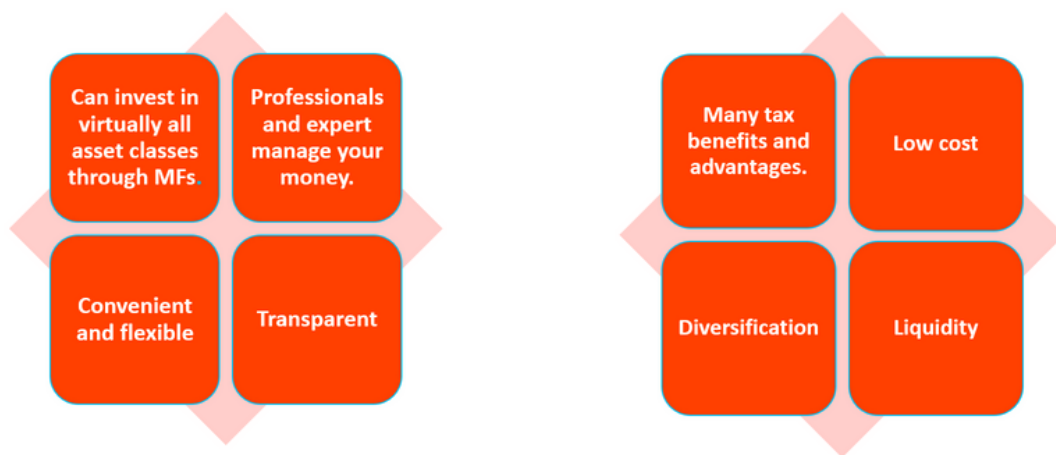 Can invest in
virtually all
asset classes
through MFs.
Professionals
and expert
manage your
money.
Convenient
and flexible
Transparent
Many tax
benefits and
advantages.
Low cost
Diversification
Liquidity